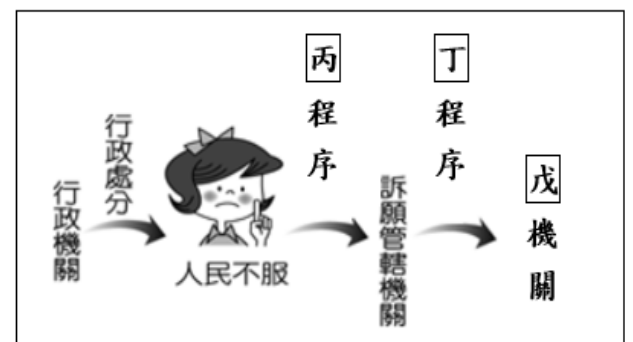 行政機關
行政處分
人民不服
丙程序
訴願管轄機關
丁程序
戊機關